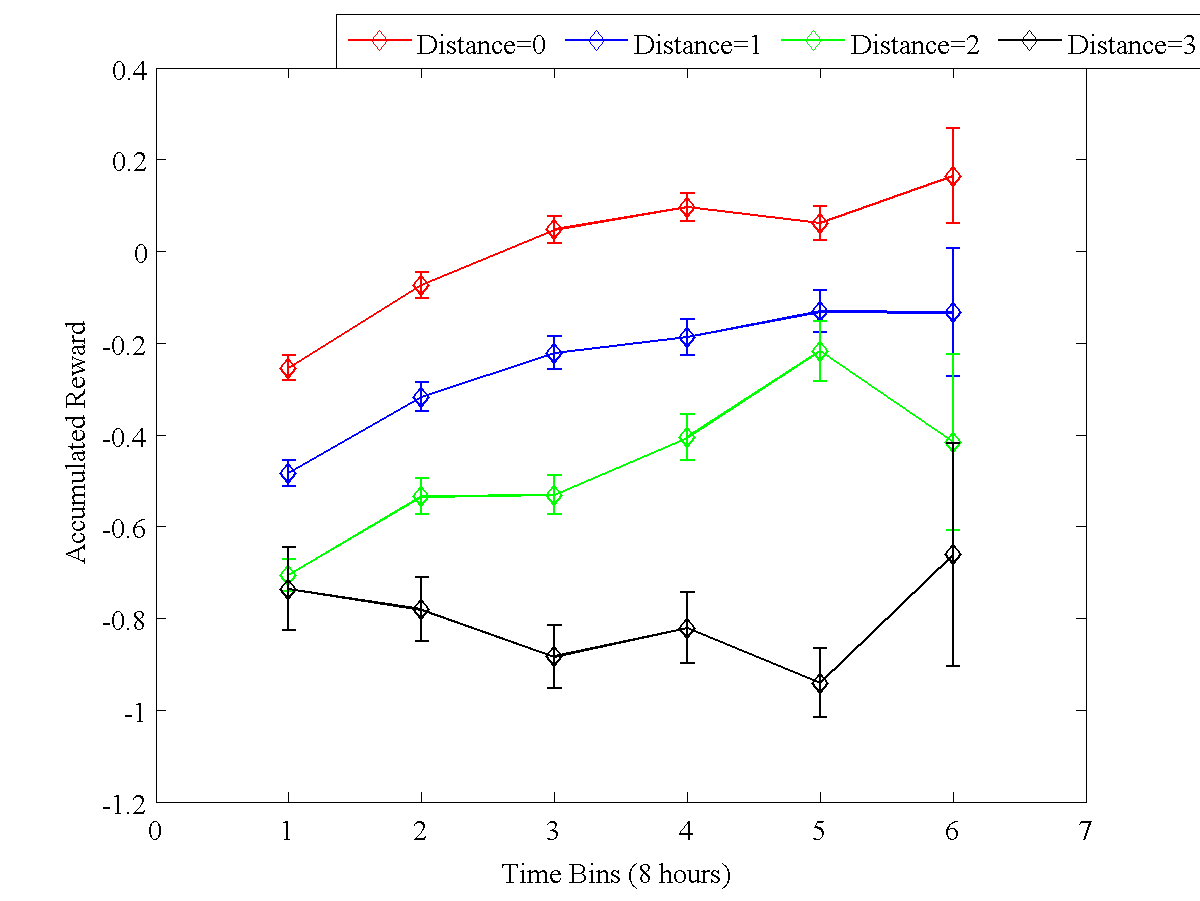 Distance=0 Distance=1 Distance=2 Distance=3
0.4
0.2
0
-0.2
-0.4
-0.6
-0.8
-1
-1.2
Accumulated Reward
0 1 2 3 4 5 6 7
Time Bins (8 hours)